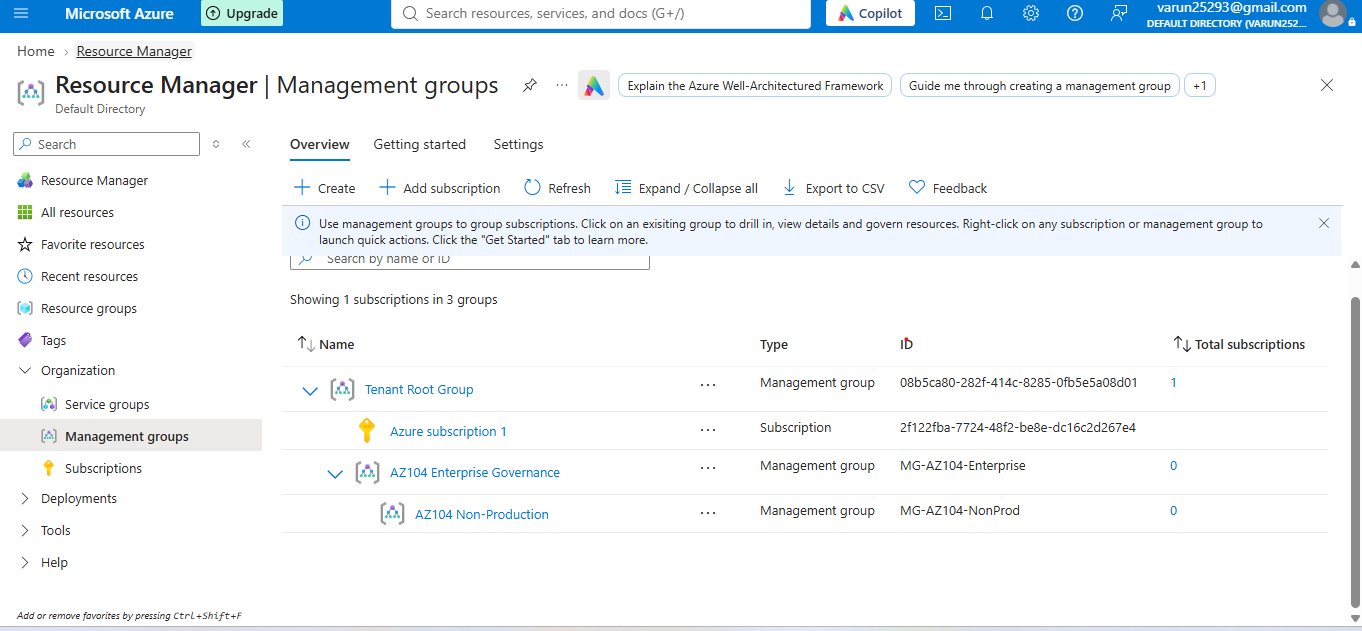 Microsoft Azure
Upgrade
Search resources, services, and docs (G+/)
Copilot
varun25293@gmail.com
DEFAULT DIRECTORY (VARUN252...
Home > Resource Manager
Resource Manager | Management groups
Default Directory
Explain the Azure Well-Architected Framework
Guide me through creating a management group
+1
Search
Resource Manager
All resources
Favorite resources
Recent resources
Resource groups
Tags
Organization
Service groups
Management groups
Subscriptions
Deployments
Tools
Help
Add or remove favorites by pressing Ctrl+Shift+F
Overview Getting started Settings
Create Add subscription Refresh Expand / Collapse all Export to CSV Feedback
Use management groups to group subscriptions. Click on an exisiting group to drill in, view details and govern resources. Right-click on any subscription or management group to
launch quick actions. Click the "Get Started" tab to learn more.
Search by name or ID
Showing 1 subscriptions in 3 groups
Name Type ID Total subscriptions
Tenant Root Group ... Management group 08b5ca80-282f-414c-8285-0fb5e5a08d01 1
Azure subscription 1 ... Subscription 2f122fba-7724-48f2-be8e-dc16c2d267e4
AZ104 Enterprise Governance ... Management group MG-AZ104-Enterprise 0
AZ104 Non-Production ... Management group MG-AZ104-NonProd 0